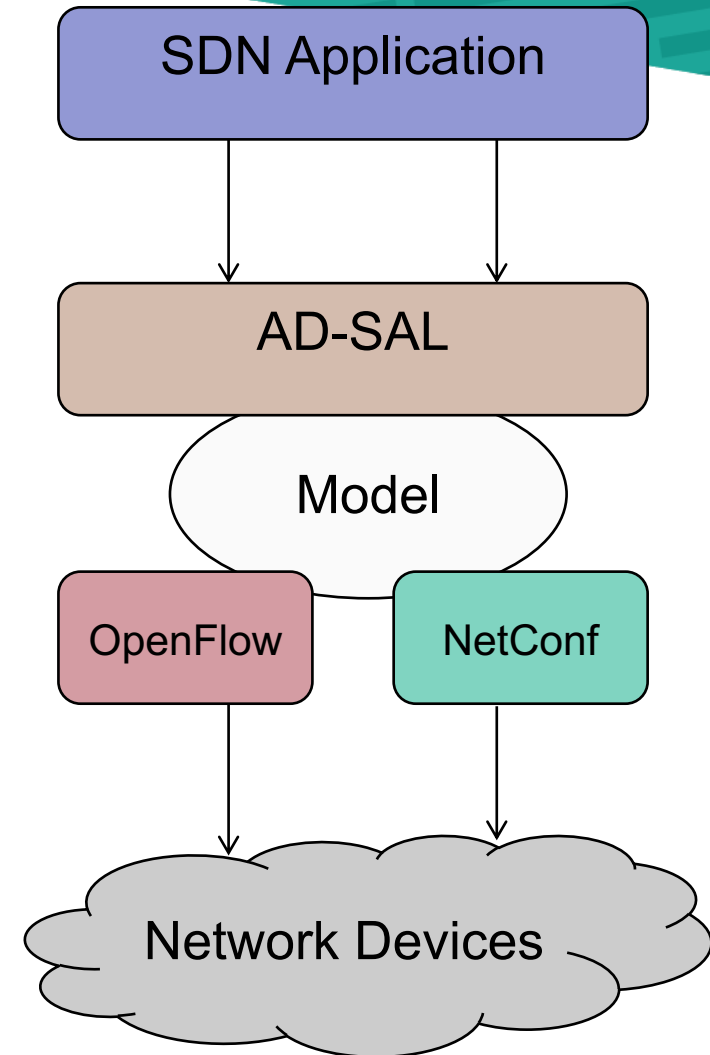 SDN Application
AD-SAL
Model
OpenFlow
NetConf
Network Devices